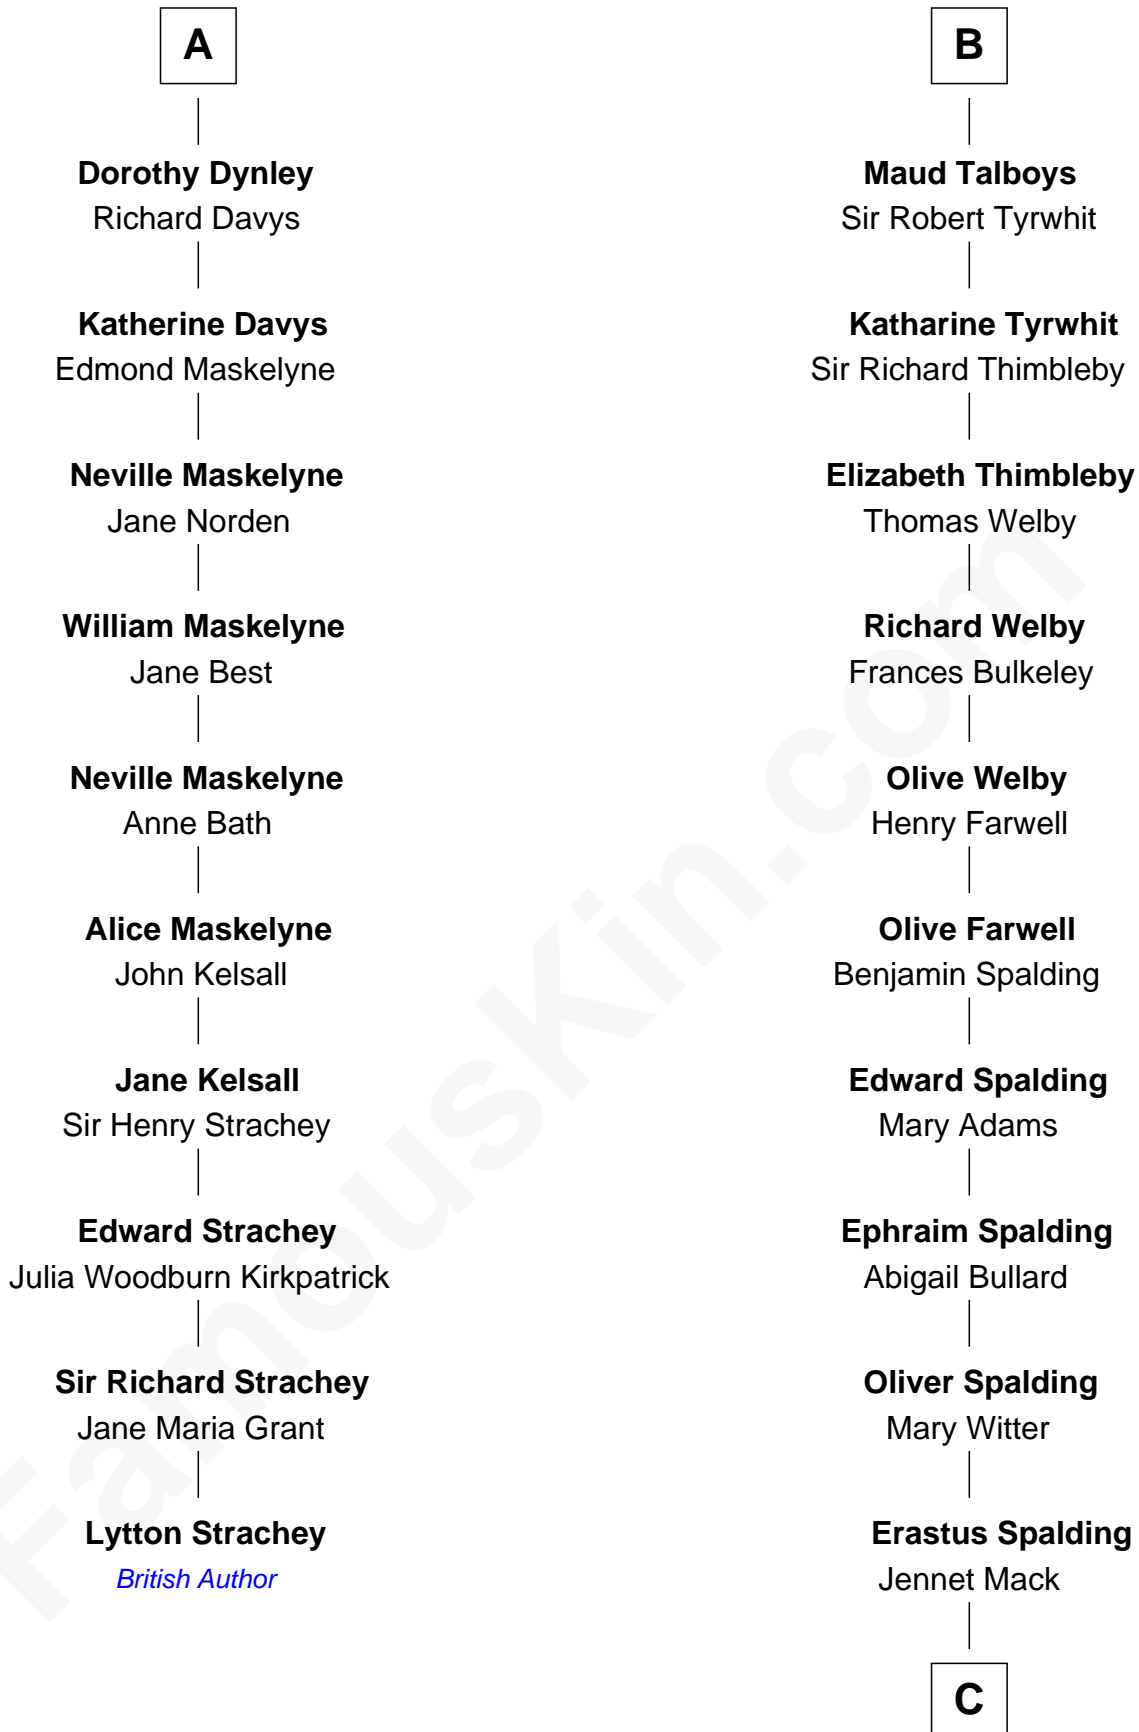 A
Dorothy Dynley
Richard Davys
Katherine Davys
Edmond Maskelyne
Neville Maskelyne
Jane Norden
William Maskelyne
Jane Best
Neville Maskelyne
Anne Bath
Alice Maskelyne
John Kelsall
Jane Kelsall
Sir Henry Strachey
Edward Strachey
Julia Woodburn Kirkpatrick
Sir Richard Strachey
Jane Maria Grant
Lytton Strachey
British Author
B
Maud Talboys
Sir Robert Tyrwhit
Katharine Tyrwhit
Sir Richard Thimbleby
Elizabeth Thimbleby
Thomas Welby
Richard Welby
Frances Bulkeley
Olive Welby
Henry Farwell
Olive Farwell
Benjamin Spalding
Edward Spalding
Mary Adams
Ephraim Spalding
Abigail Bullard
Oliver Spalding
Mary Witter
Erastus Spalding
Jennet Mack
C
FamousKin.com